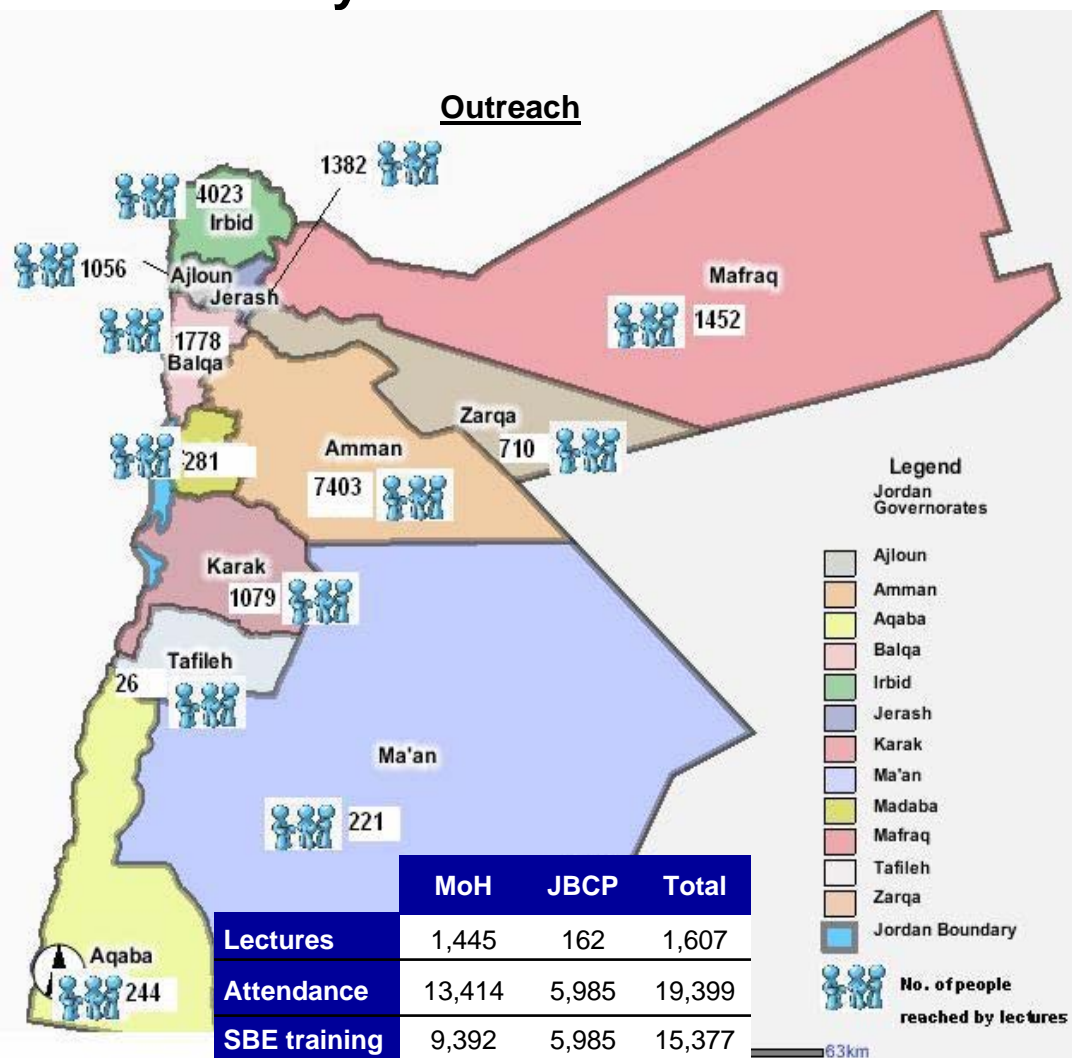 Outreach
1382
4023
Irbid
1056
Ajloun
Jerash
Mafraq
1452
1778
Balqa
Zarqa
710
281
Amman
7403
Karak
1079
Tafileh
26
Ma'an
221
Aqaba
244
Legend
Jordan
Governorates
Ajloun
Amman
Aqaba
Balqa
Irbid
Jerash
Karak
Ma'an
Madaba
Mafraq
Tafileh
Zarqa
Jordan Boundary
No. of people
reached by lectures
MoH JBCP Total
Lectures 1,445 162 1,607
Attendance 13,414 5,985 19,399
SBE training 9,392 5,985 15,377
63km